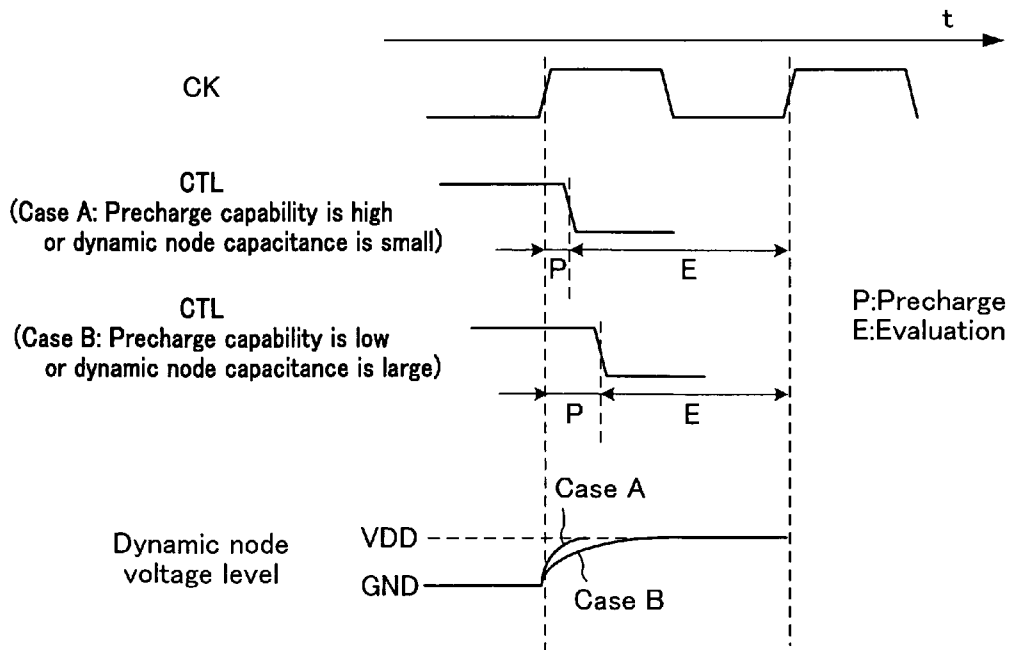 t
CK
CTL
(Case A: Precharge capability is high
or dynamic node capacitance is small)
P
E
CTL
(Case B: Precharge capability is low
or dynamic node capacitance is large)
P
E
P:Precharge
E:Evaluation
Case A
Dynamic node
voltage level
VDD
GND
Case B